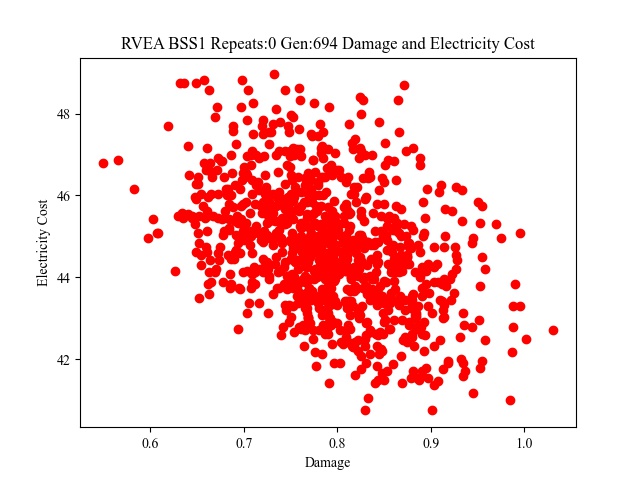 RVEA BSS1 Repeats:0 Gen:694 Damage and Electricity Cost
48
46
44
42
Electricity Cost
0.6 0.7 0.8 0.9 1.0
Damage